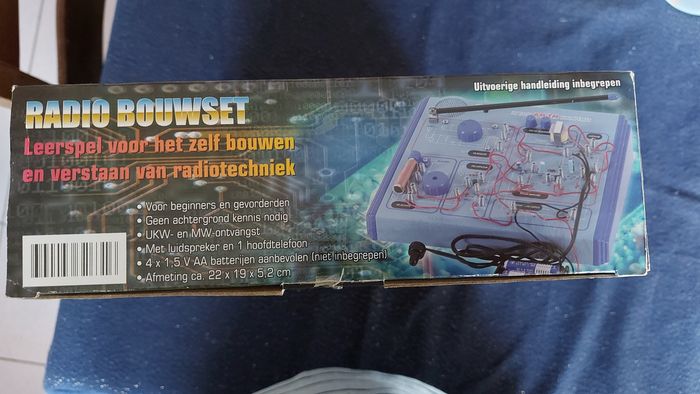 Uitvoerige handleiding inbegrepen
RADIO BOUWSET
Leerspel voor het zelf bouwen
en verstaan van radiotechniek
• Voor beginners en gevorderden
• Geen achtergrond kennis nodig
• UKW- en MW-ontvangst
• Met luidspreker en 1 hoofdtelefoon
• 4 x 1,5 V AA batterijen aanbevolen (niet inbegrepen)
• Afmeting ca. 22 x 19 x 5.2 cm